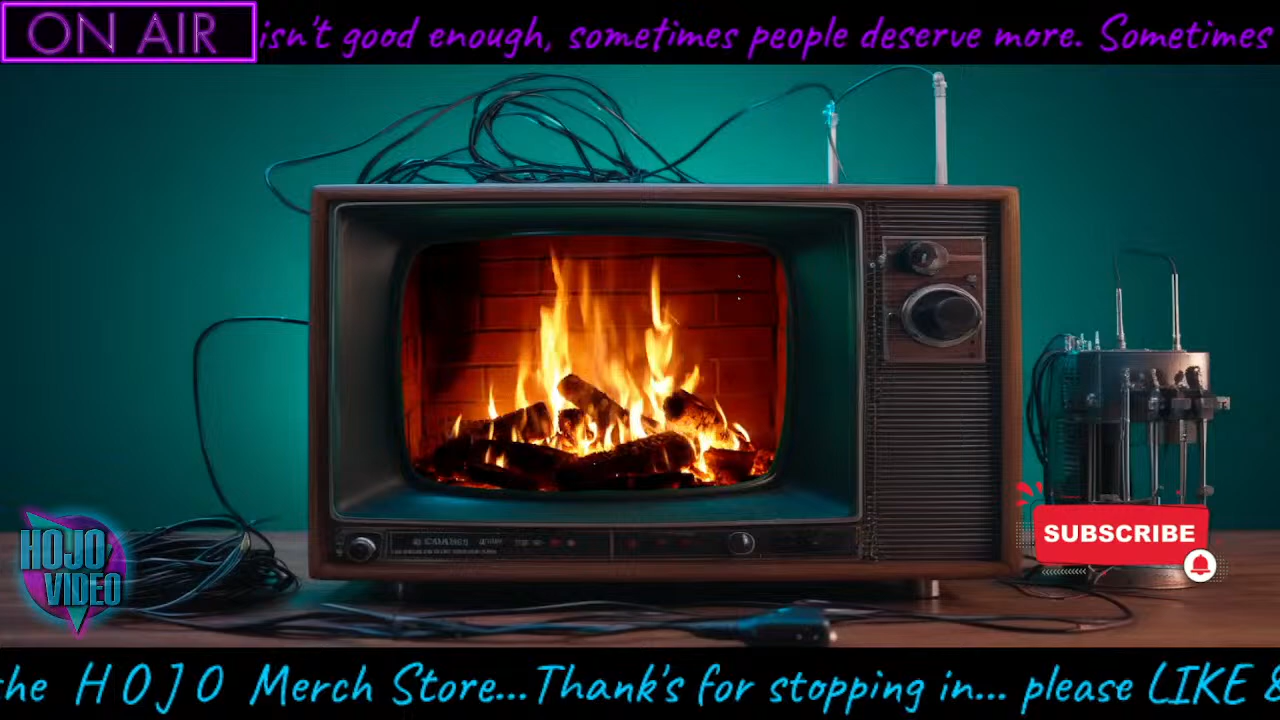 ON AIR
isn't good enough, sometimes people deserve more. Sometimes
HOJO
VIDEO
SUBSCRIBE
the H O J O Merch Store...Thank's for stopping in... please LIKE &